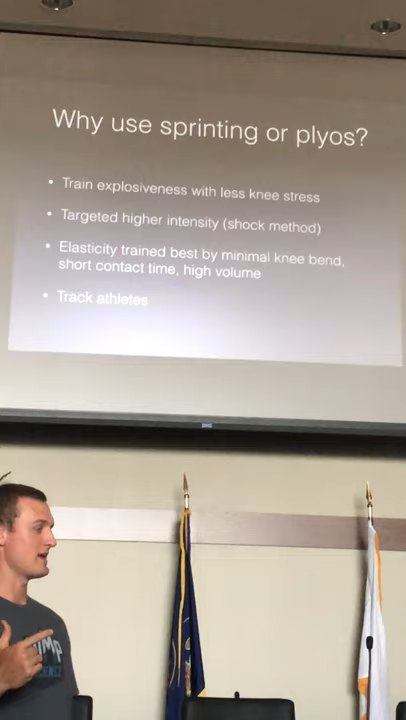 Why use sprinting or plyos?
• Train explosiveness with less knee stress
• Targeted higher intensity (shock method)
• Elasticity trained best by minimal knee bend,
short contact time, high volume
• Track athletes